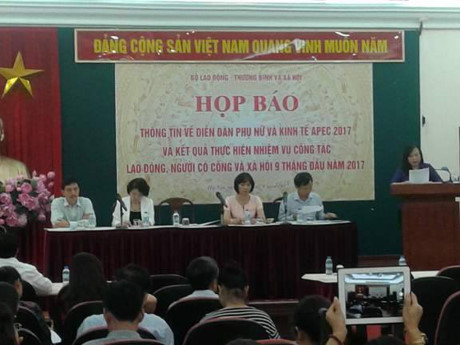 ĐẢNG CỘNG SẢN VIỆT NAM QUANG VINH MUÔN NĂM
BỘ LAO ĐỘNG - THƯƠNG BINH VÀ XÃ HỘI
HỌP BÁO
THÔNG TIN VỀ DIỄN ĐÀN PHỤ NỮ VÀ KINH TẾ APEC 2017
VÀ KẾT QUẢ THỰC HIỆN NHIỆM VỤ CÔNG TÁC
LAO ĐỘNG, NGƯỜI CÓ CÔNG VÀ XÃ HỘI 9 THÁNG ĐẦU NĂM 2017